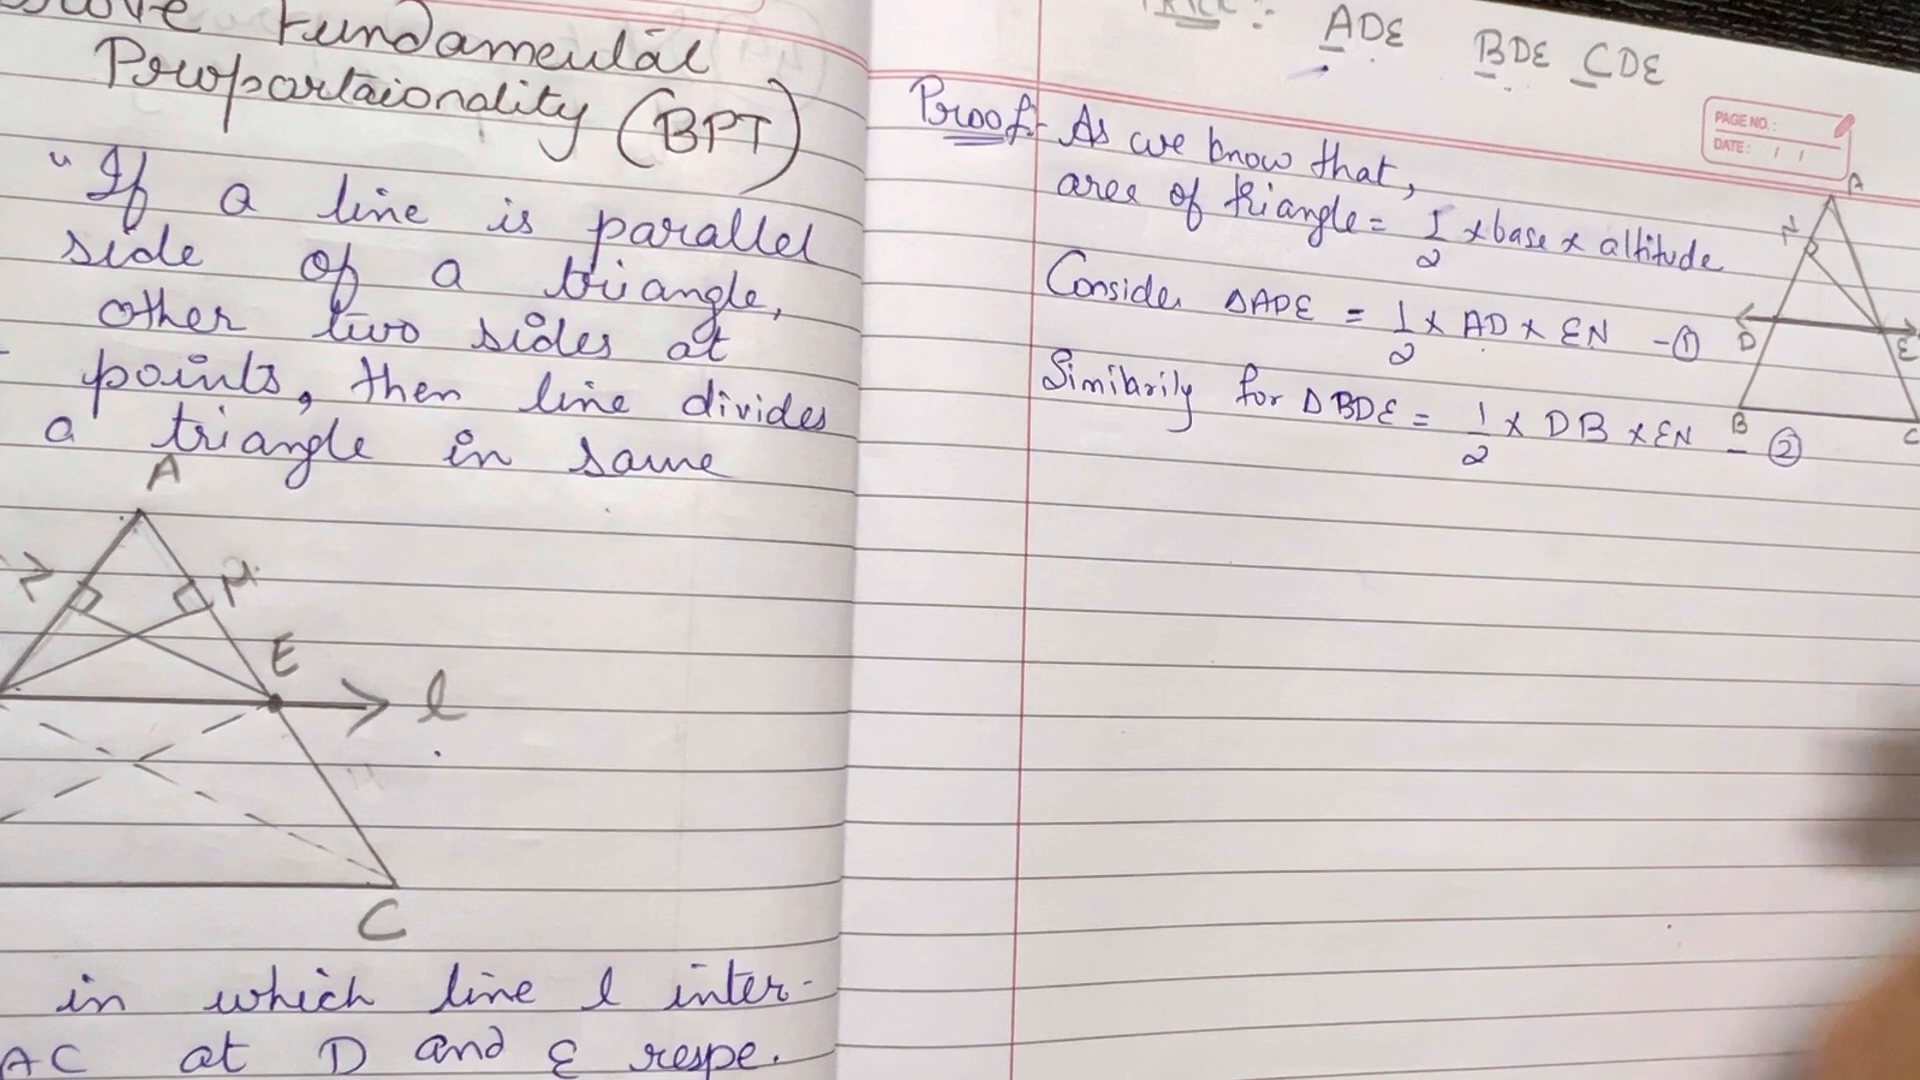 Fundamental
Proportaionality (BPT)
"If a line is parallel
side of a triangle,
other two sides at
points, then line divides
a triangle in same
A
N
M
E
l
C
in which line l inter-
AC at D and E respe.
TRICK :- ADE BDE CDE
PAGE NO.:
DATE: / /
Proof:- As we know that,
area of triangle = 1/2 x base x altitude
Consider ΔADE = 1/2 x AD x EN - ①
Similarily for ΔBDE = 1/2 x DB x EN - ②
A
N
D
E
B
C